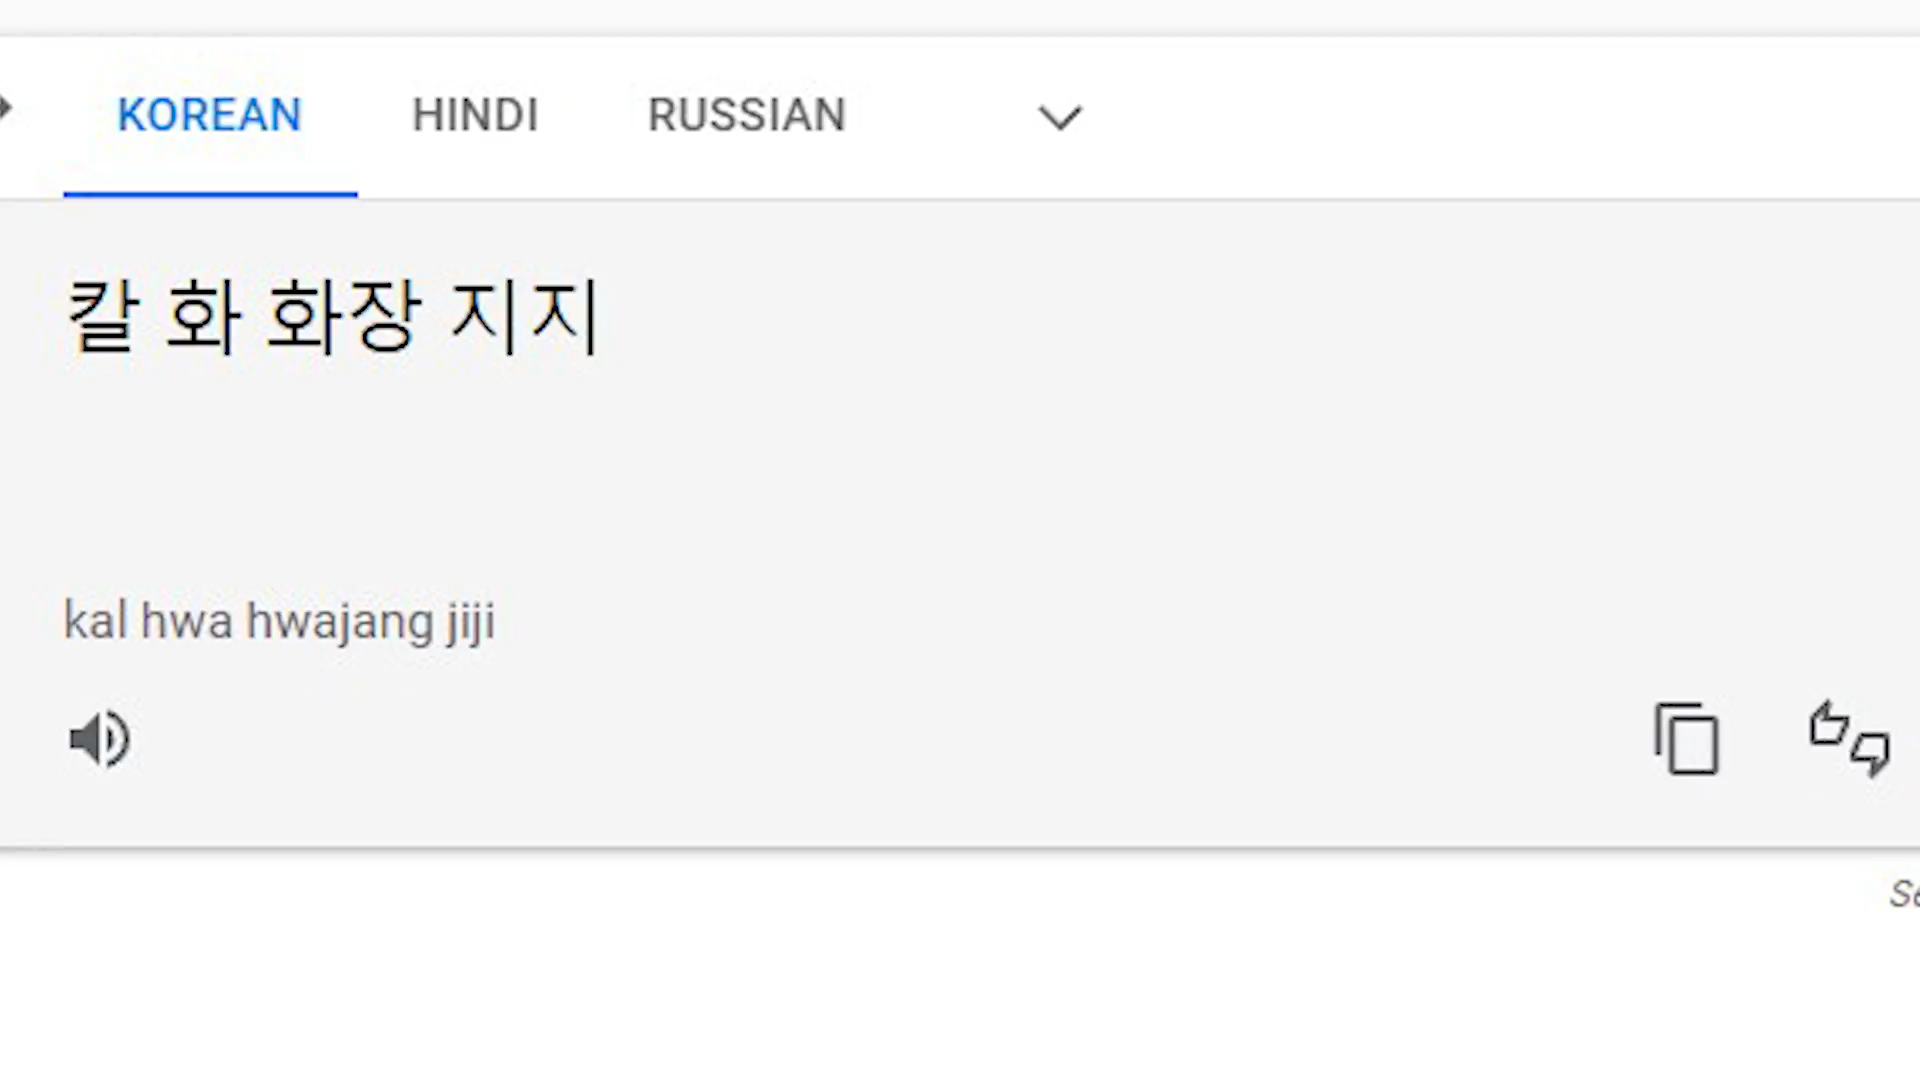 KOREAN HINDI RUSSIAN
칼 화 화장 지지
kal hwa hwajang jiji